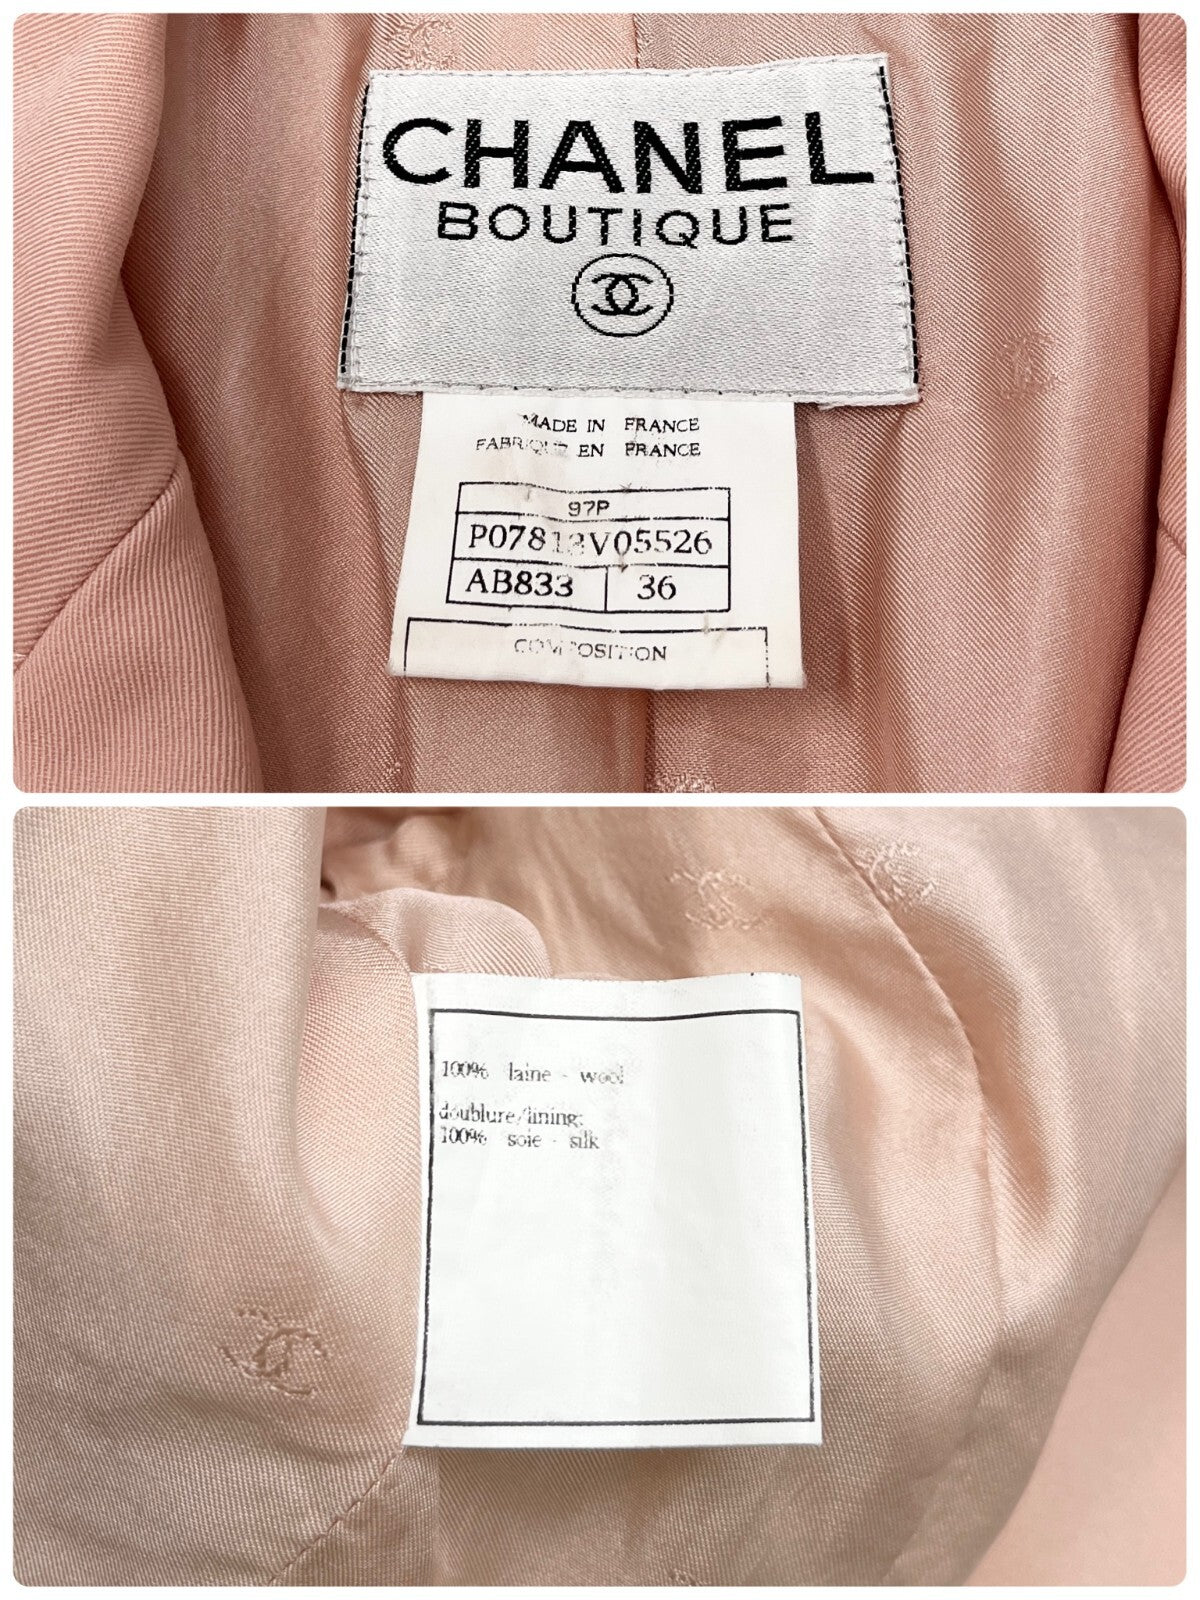 CHANEL
BOUTIQUE
MADE IN FRANCE
FABRIQUE EN FRANCE
97P
P07813V05526
AB833 36
COMPOSITION
100% laine - wool
doublure/lining:
100% soie - silk